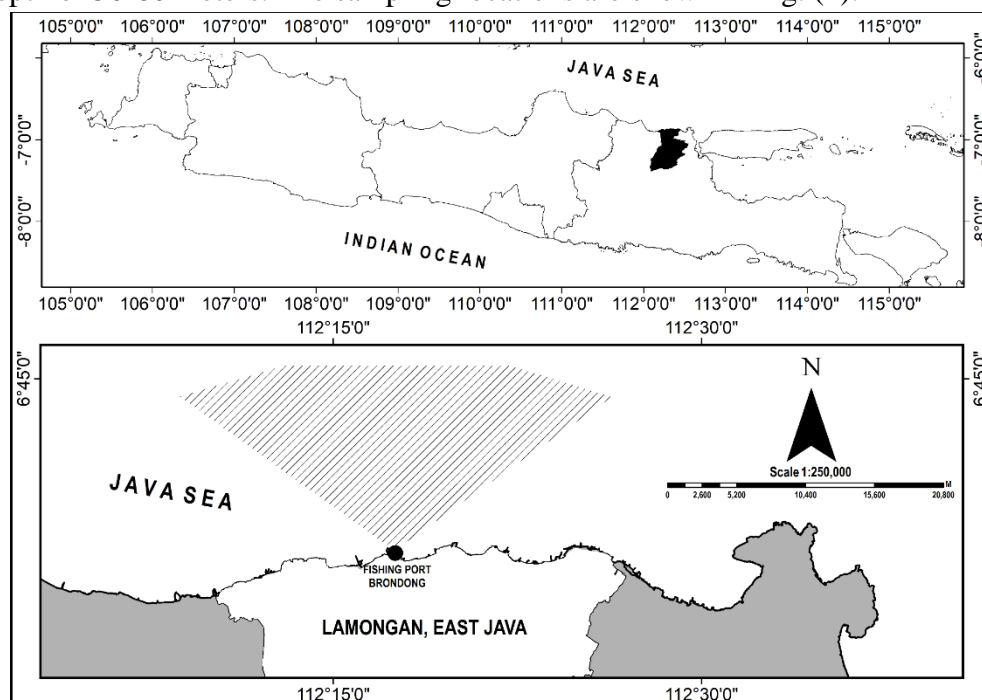 meters. The sampling locations are shown in Fig.
105°0'0" 106°0'0" 107°0'0" 108°0'0" 109°0'0" 110°0'0" 111°0'0" 112°0'0" 113°0'0" 114°0'0" 115°0'0"
JAVA SEA
-6°0'0"
-7°0'0"
-7°0'0"
-8°0'0"
-8°0'0"
INDIAN OCEAN
105°0'0" 106°0'0" 107°0'0" 108°0'0" 109°0'0" 110°0'0" 111°0'0" 112°0'0" 113°0'0" 114°0'0" 115°0'0"
112°15'0" 112°30'0"
6°45'0"
6°45'0"
N
Scale 1:250,000
M
0 2,600 5,200 10,400 15,600 20,800
JAVA SEA
FISHING PORT
BRONDONG
LAMONGAN, EAST JAVA
112°15'0" 112°30'0"